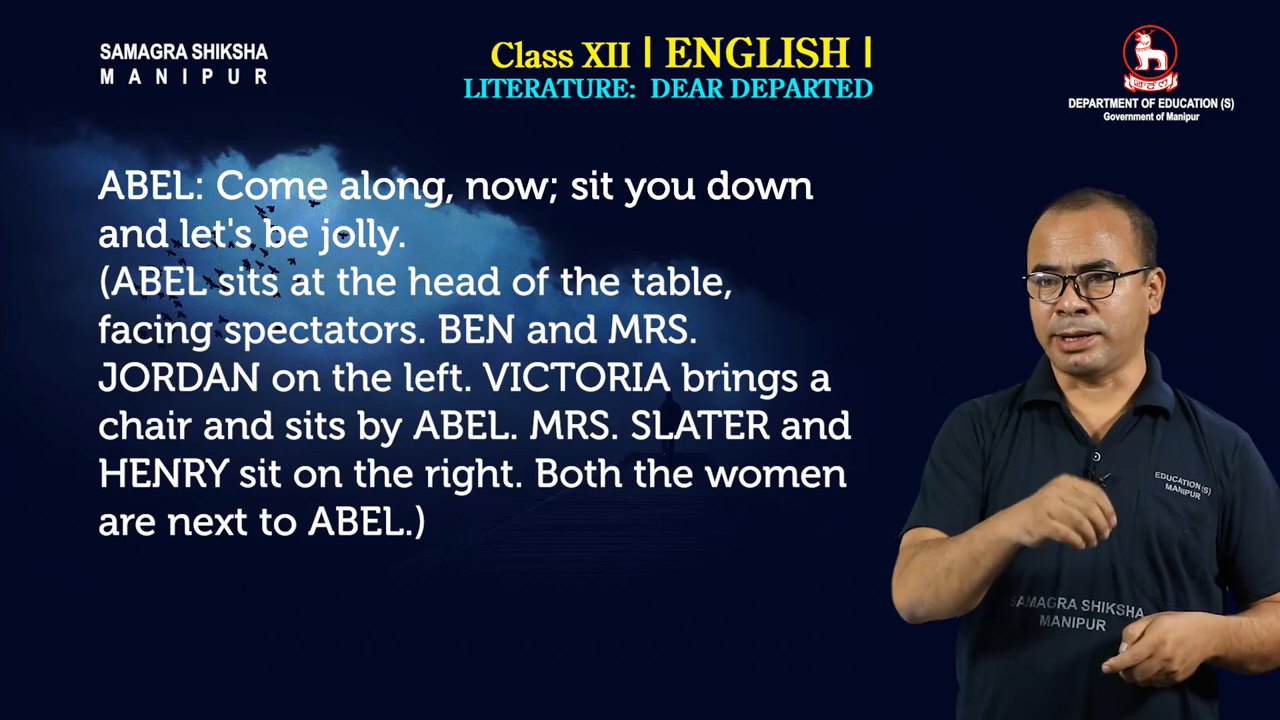 SAMAGRA SHIKSHA
MANIPUR
Class XII | ENGLISH |
LITERATURE: DEAR DEPARTED
DEPARTMENT OF EDUCATION (S)
Government of Manipur
ABEL: Come along, now; sit you down
and let's be jolly.
(ABEL sits at the head of the table,
facing spectators. BEN and MRS.
JORDAN on the left. VICTORIA brings a
chair and sits by ABEL. MRS. SLATER and
HENRY sit on the right. Both the women
are next to ABEL.)
EDUCATION (S)
MANIPUR
SAMAGRA SHIKSHA
MANIPUR